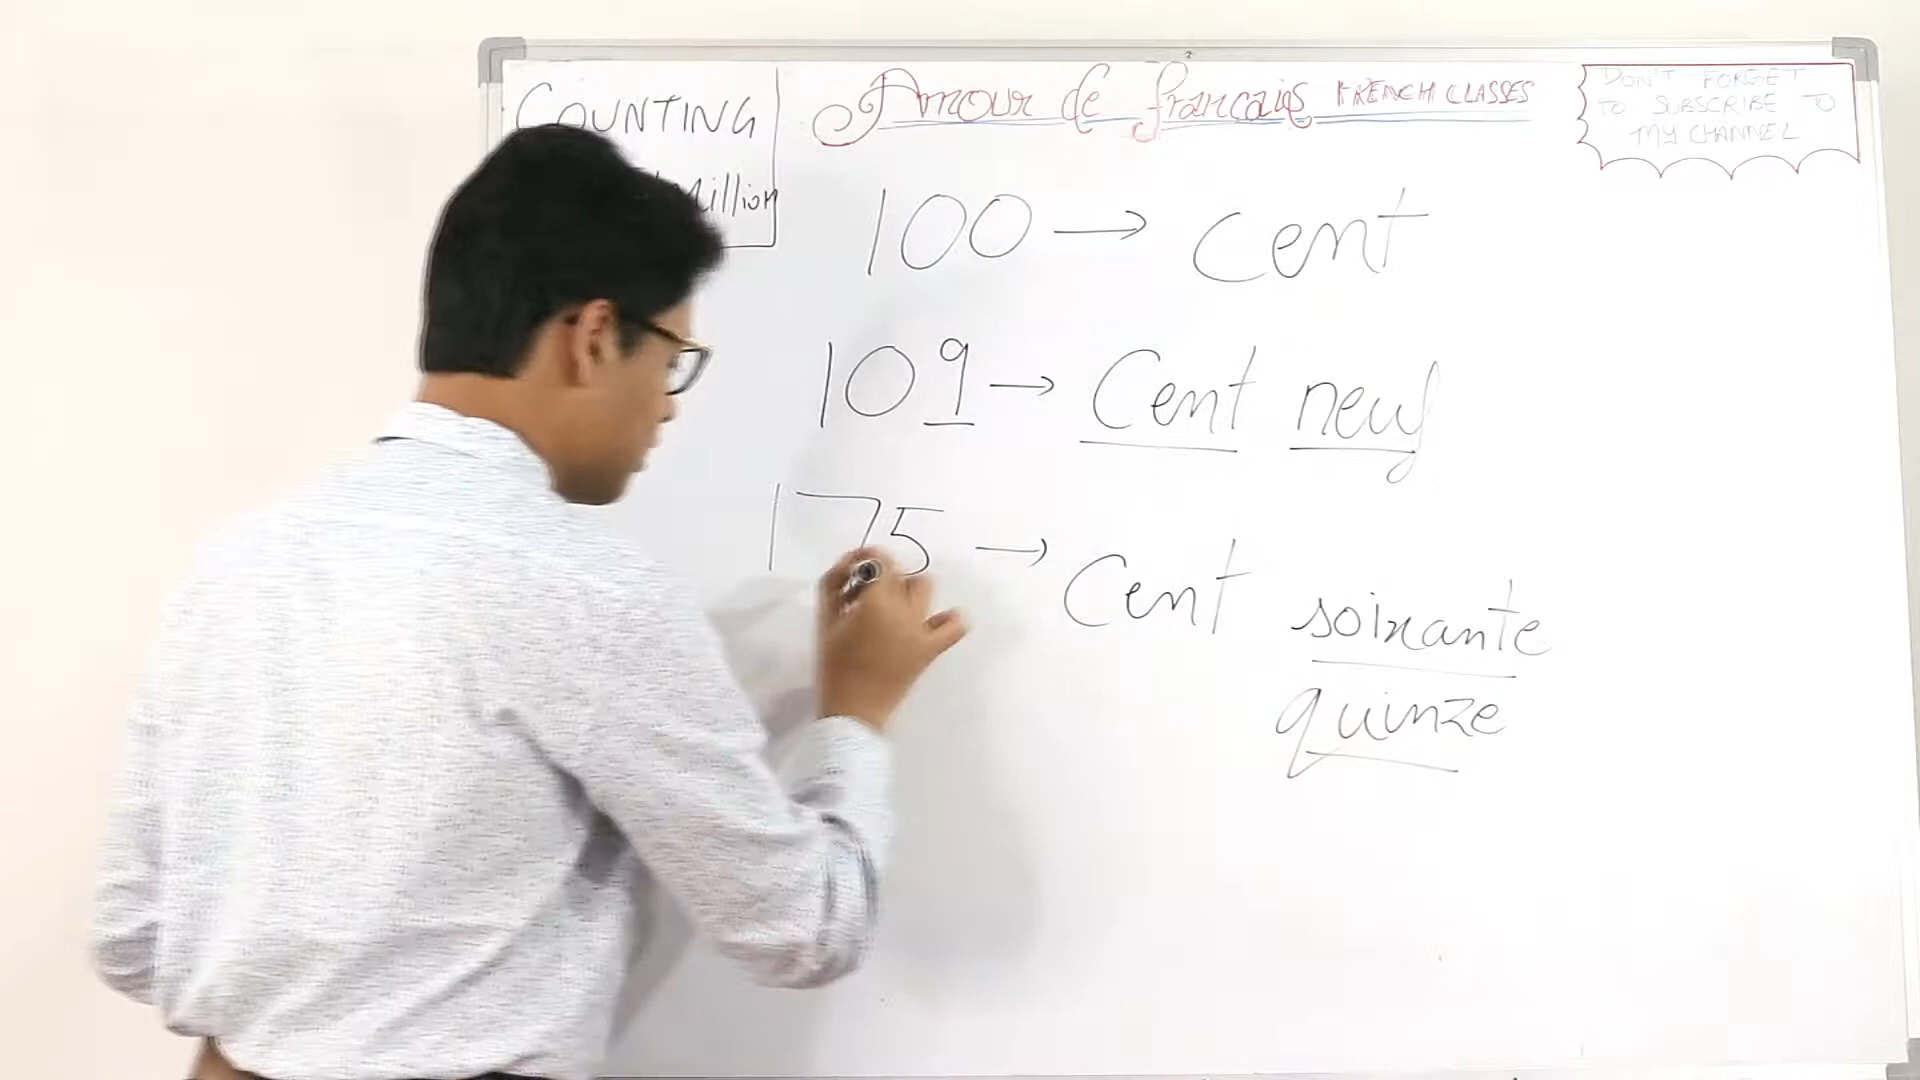 COUNTING
Million
Amour de francais FRENCH CLASSES
DON'T FORGET
TO SUBSCRIBE TO
MY CHANNEL
100 → Cent
109 → Cent neuf
175 → Cent soixante
quinze